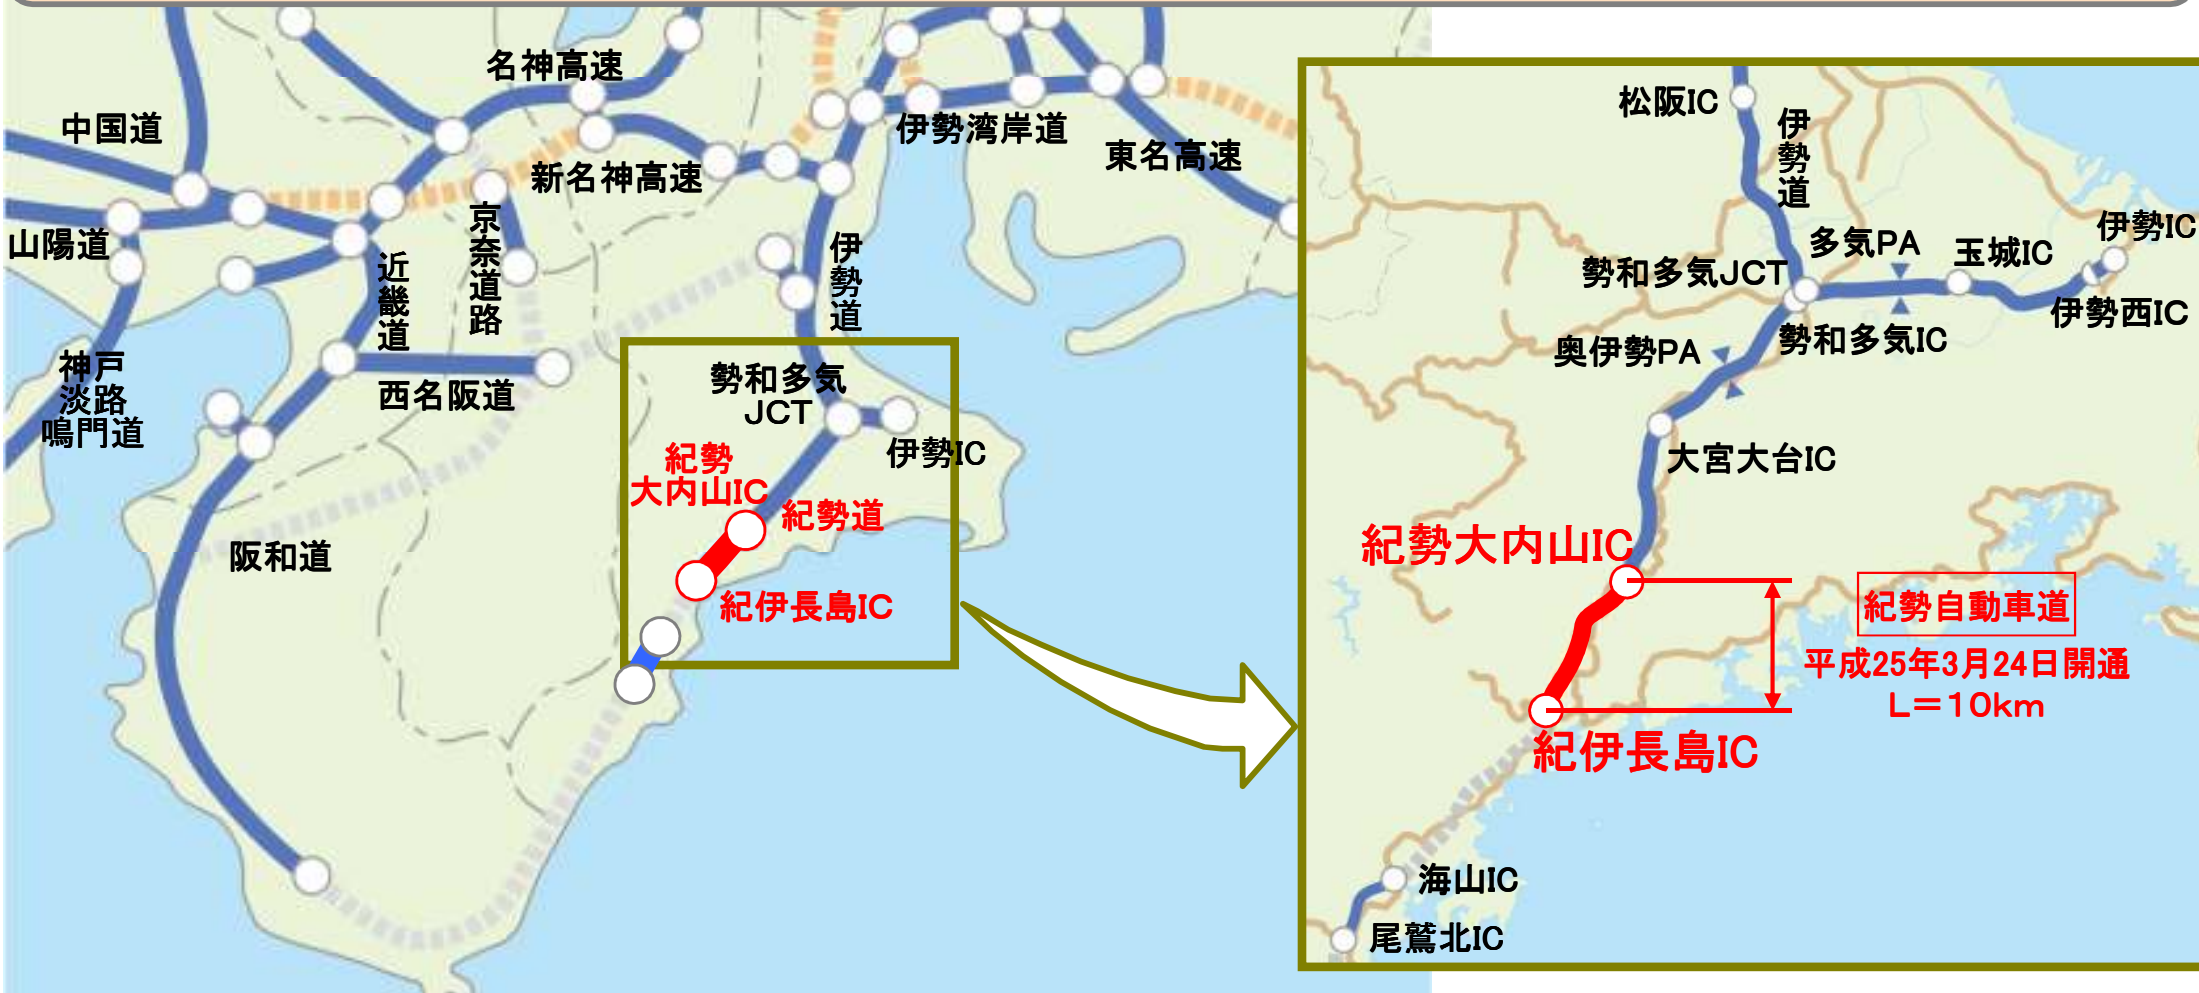 名神高速
中国道
新名神高速
伊勢湾岸道
東名高速
山陽道
京奈道路
近畿道
伊勢道
神戸
淡路
鳴門道
西名阪道
勢和多気
JCT
伊勢IC
紀勢
大内山IC
紀勢道
阪和道
紀伊長島IC
松阪IC
伊勢道
伊勢IC
多気PA
玉城IC
勢和多気JCT
伊勢西IC
勢和多気IC
奥伊勢PA
大宮大台IC
紀勢大内山IC
紀勢自動車道
平成25年3月24日開通
L=10km
紀伊長島IC
海山IC
尾鷲北IC